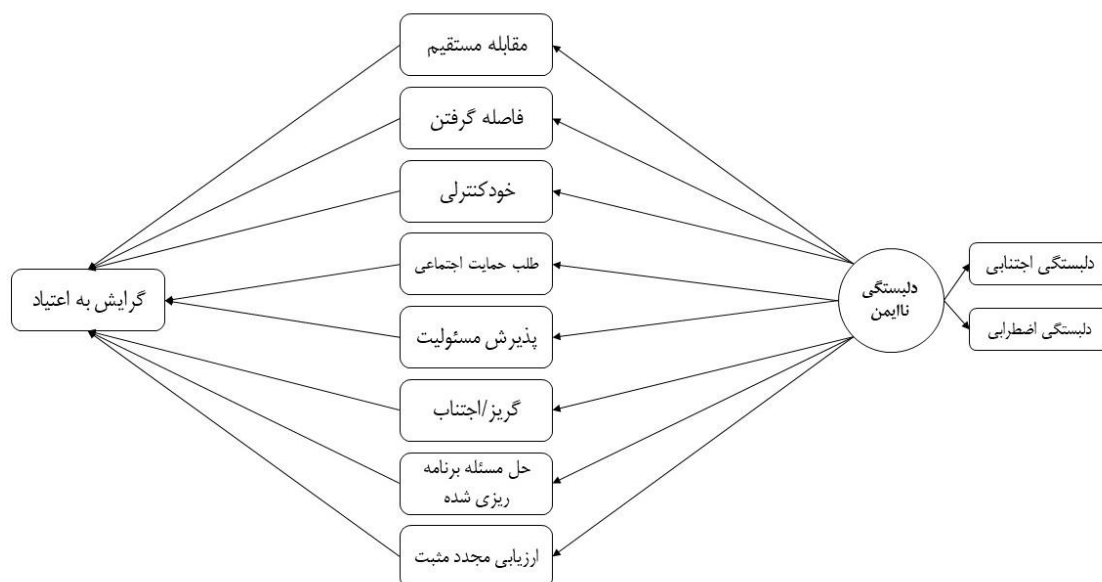 مقابله مستقیم
فاصله گرفتن
خودکنترلی
طلب حمایت اجتماعی
پذیرش مسئولیت
گریز/اجتناب
حل مسئله برنامه
ریزی شده
ارزیابی مجدد مثبت
دلبستگی
ناایمن
دلبستگی اجتنابی
دلبستگی اضطرابی
گرایش به اعتیاد